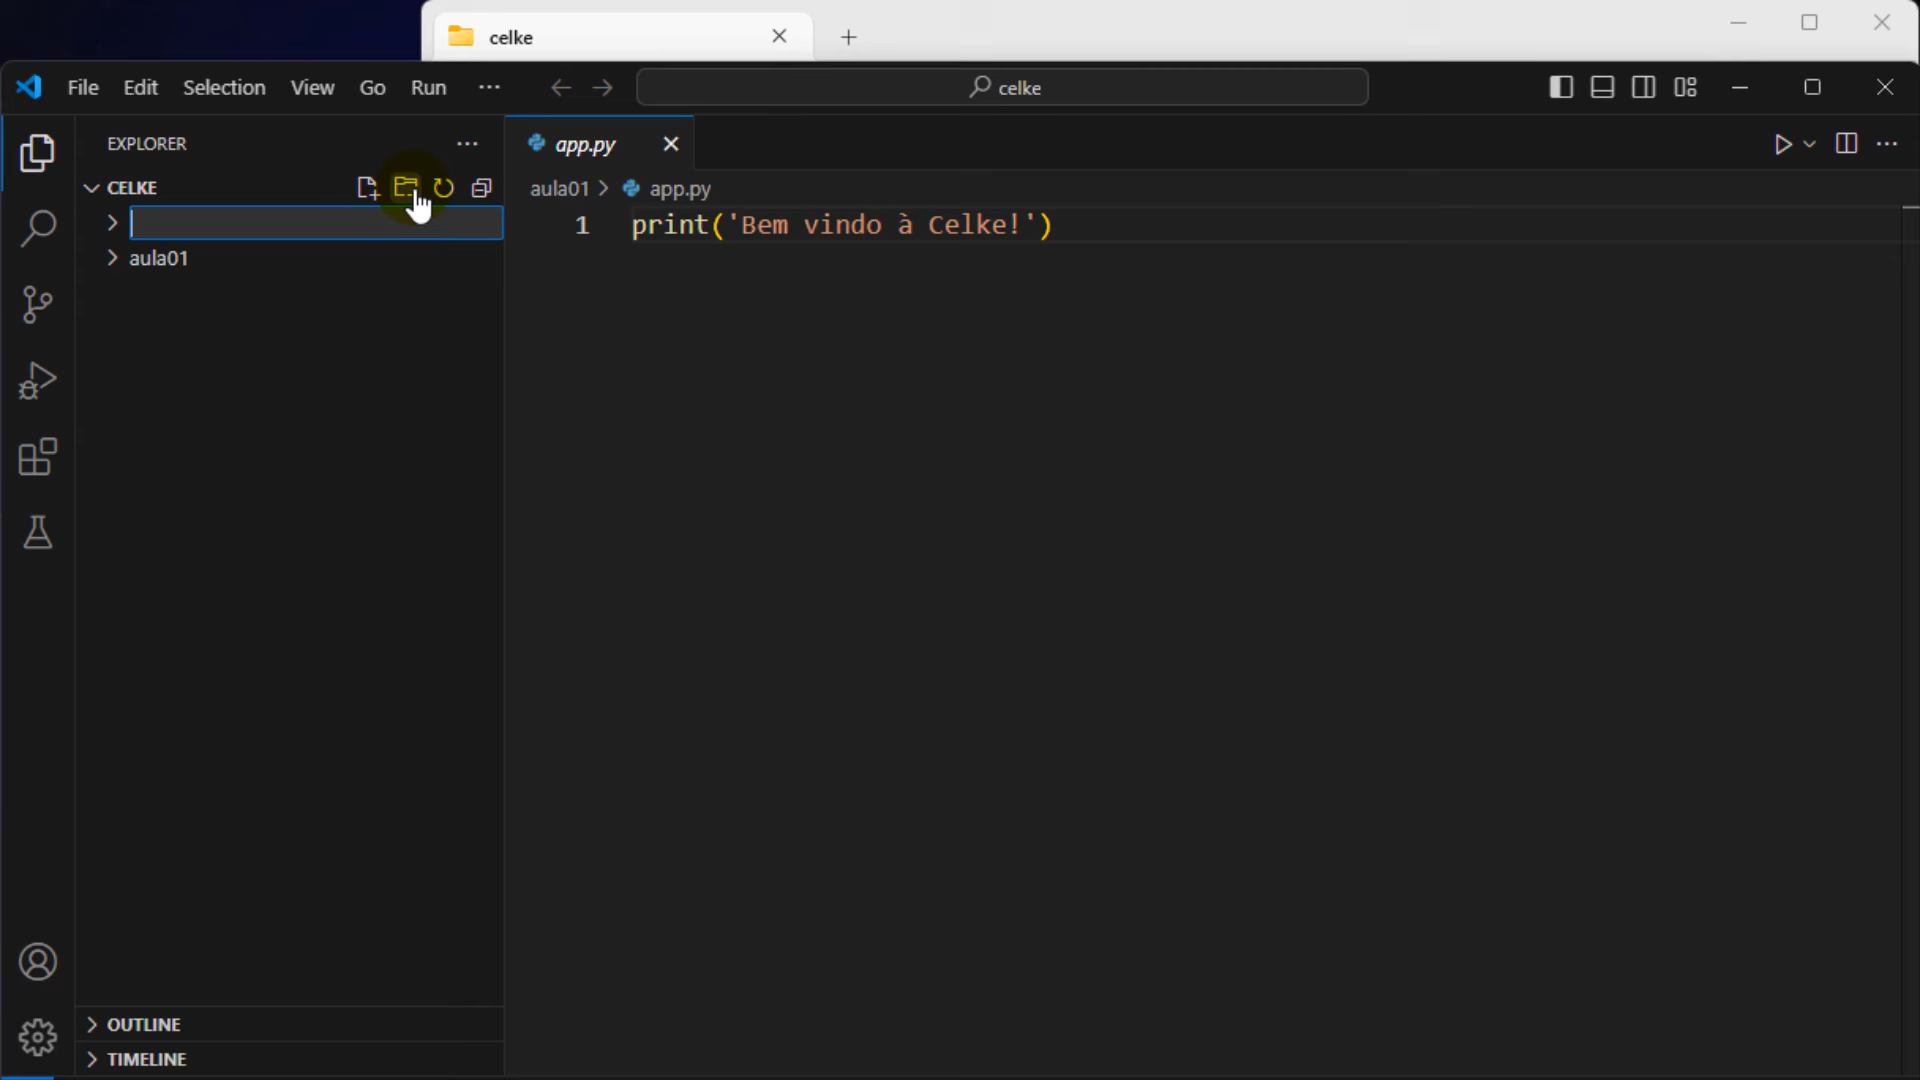 celke
File Edit Selection View Go Run ··· celke
EXPLORER ···
app.py
CELKE
aula01 > app.py
1 print('Bem vindo à Celke!')
aula01
OUTLINE
TIMELINE